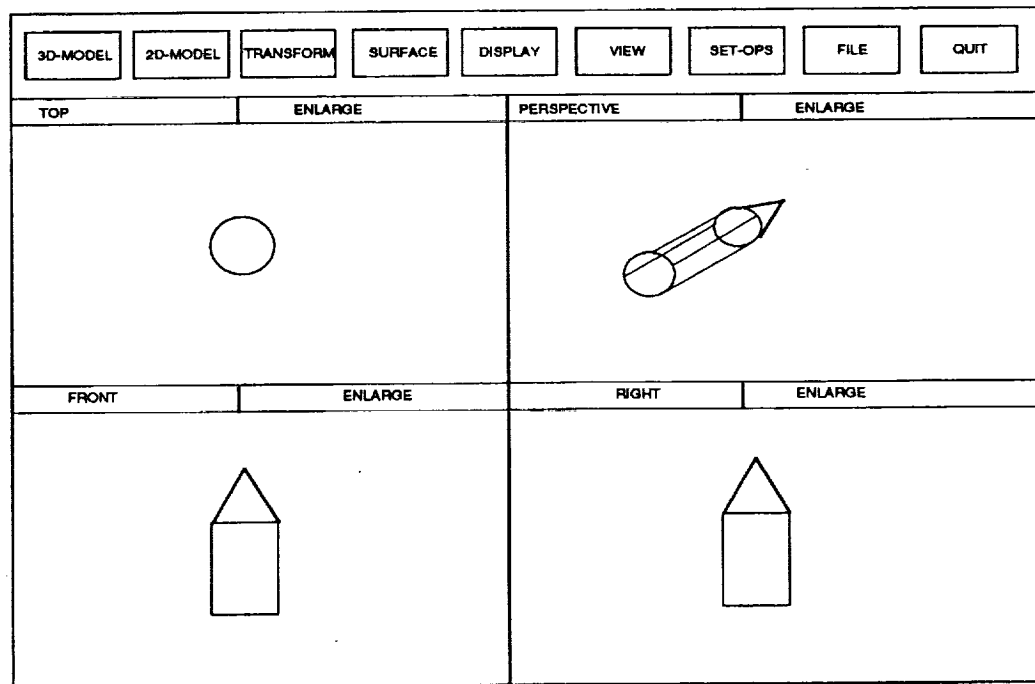 3D-MODEL 2D-MODEL TRANSFORM SURFACE DISPLAY VIEW SET-OPS FILE QUIT
TOP ENLARGE PERSPECTIVE ENLARGE
FRONT ENLARGE RIGHT ENLARGE